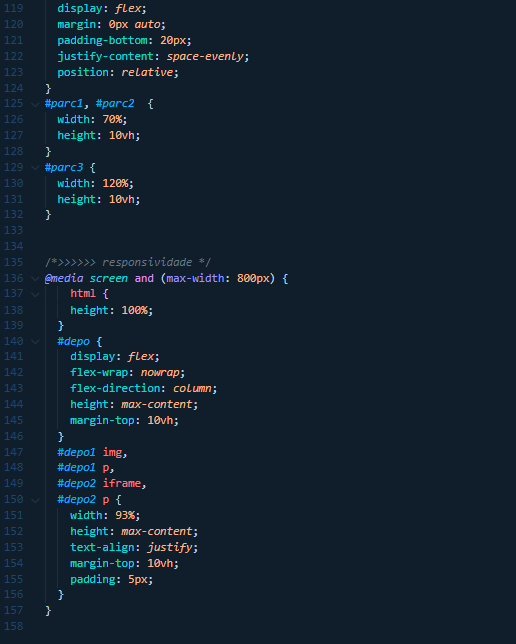 119 display: flex;
120 margin: 0px auto;
121 padding-bottom: 20px;
122 justify-content: space-evenly;
123 position: relative;
124 }
125 #parc1, #parc2 {
126 width: 70%;
127 height: 10vh;
128 }
129 #parc3 {
130 width: 120%;
131 height: 10vh;
132 }
133
134
135 /*>>>>>> responsividade */
136 @media screen and (max-width: 800px) {
137 html {
138 height: 100%;
139 }
140 #depo {
141 display: flex;
142 flex-wrap: nowrap;
143 flex-direction: column;
144 height: max-content;
145 margin-top: 10vh;
146 }
147 #depo1 img,
148 #depo1 p,
149 #depo2 iframe,
150 #depo2 p {
151 width: 93%;
152 height: max-content;
153 text-align: justify;
154 margin-top: 10vh;
155 padding: 5px;
156 }
157 }
158